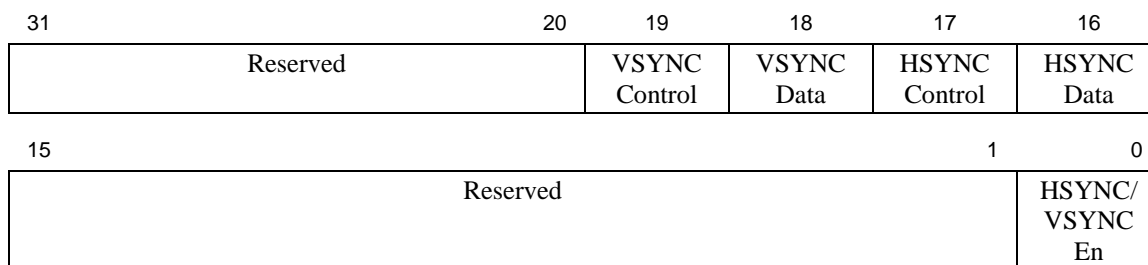 31 20 19 18 17 16
Reserved VSYNC VSYNC HSYNC HSYNC
Control Data Control Data
15 1 0
Reserved HSYNC/
VSYNC
En